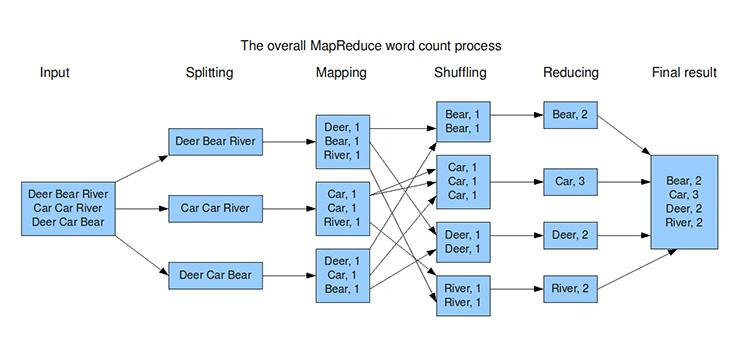 The overall MapReduce word count process
Input
Splitting
Mapping
Shuffling
Reducing
Final result
Deer Bear River
Car Car River
Deer Car Bear
Deer Bear River
Car Car River
Deer Car Bear
Deer, 1
Bear, 1
River, 1
Car, 1
Car, 1
River, 1
Deer, 1
Car, 1
Bear, 1
Bear, 1
Bear, 1
Car, 1
Car, 1
Car, 1
Deer, 1
Deer, 1
River, 1
River, 1
Bear, 2
Car, 3
Deer, 2
River, 2
Bear, 2
Car, 3
Deer, 2
River, 2